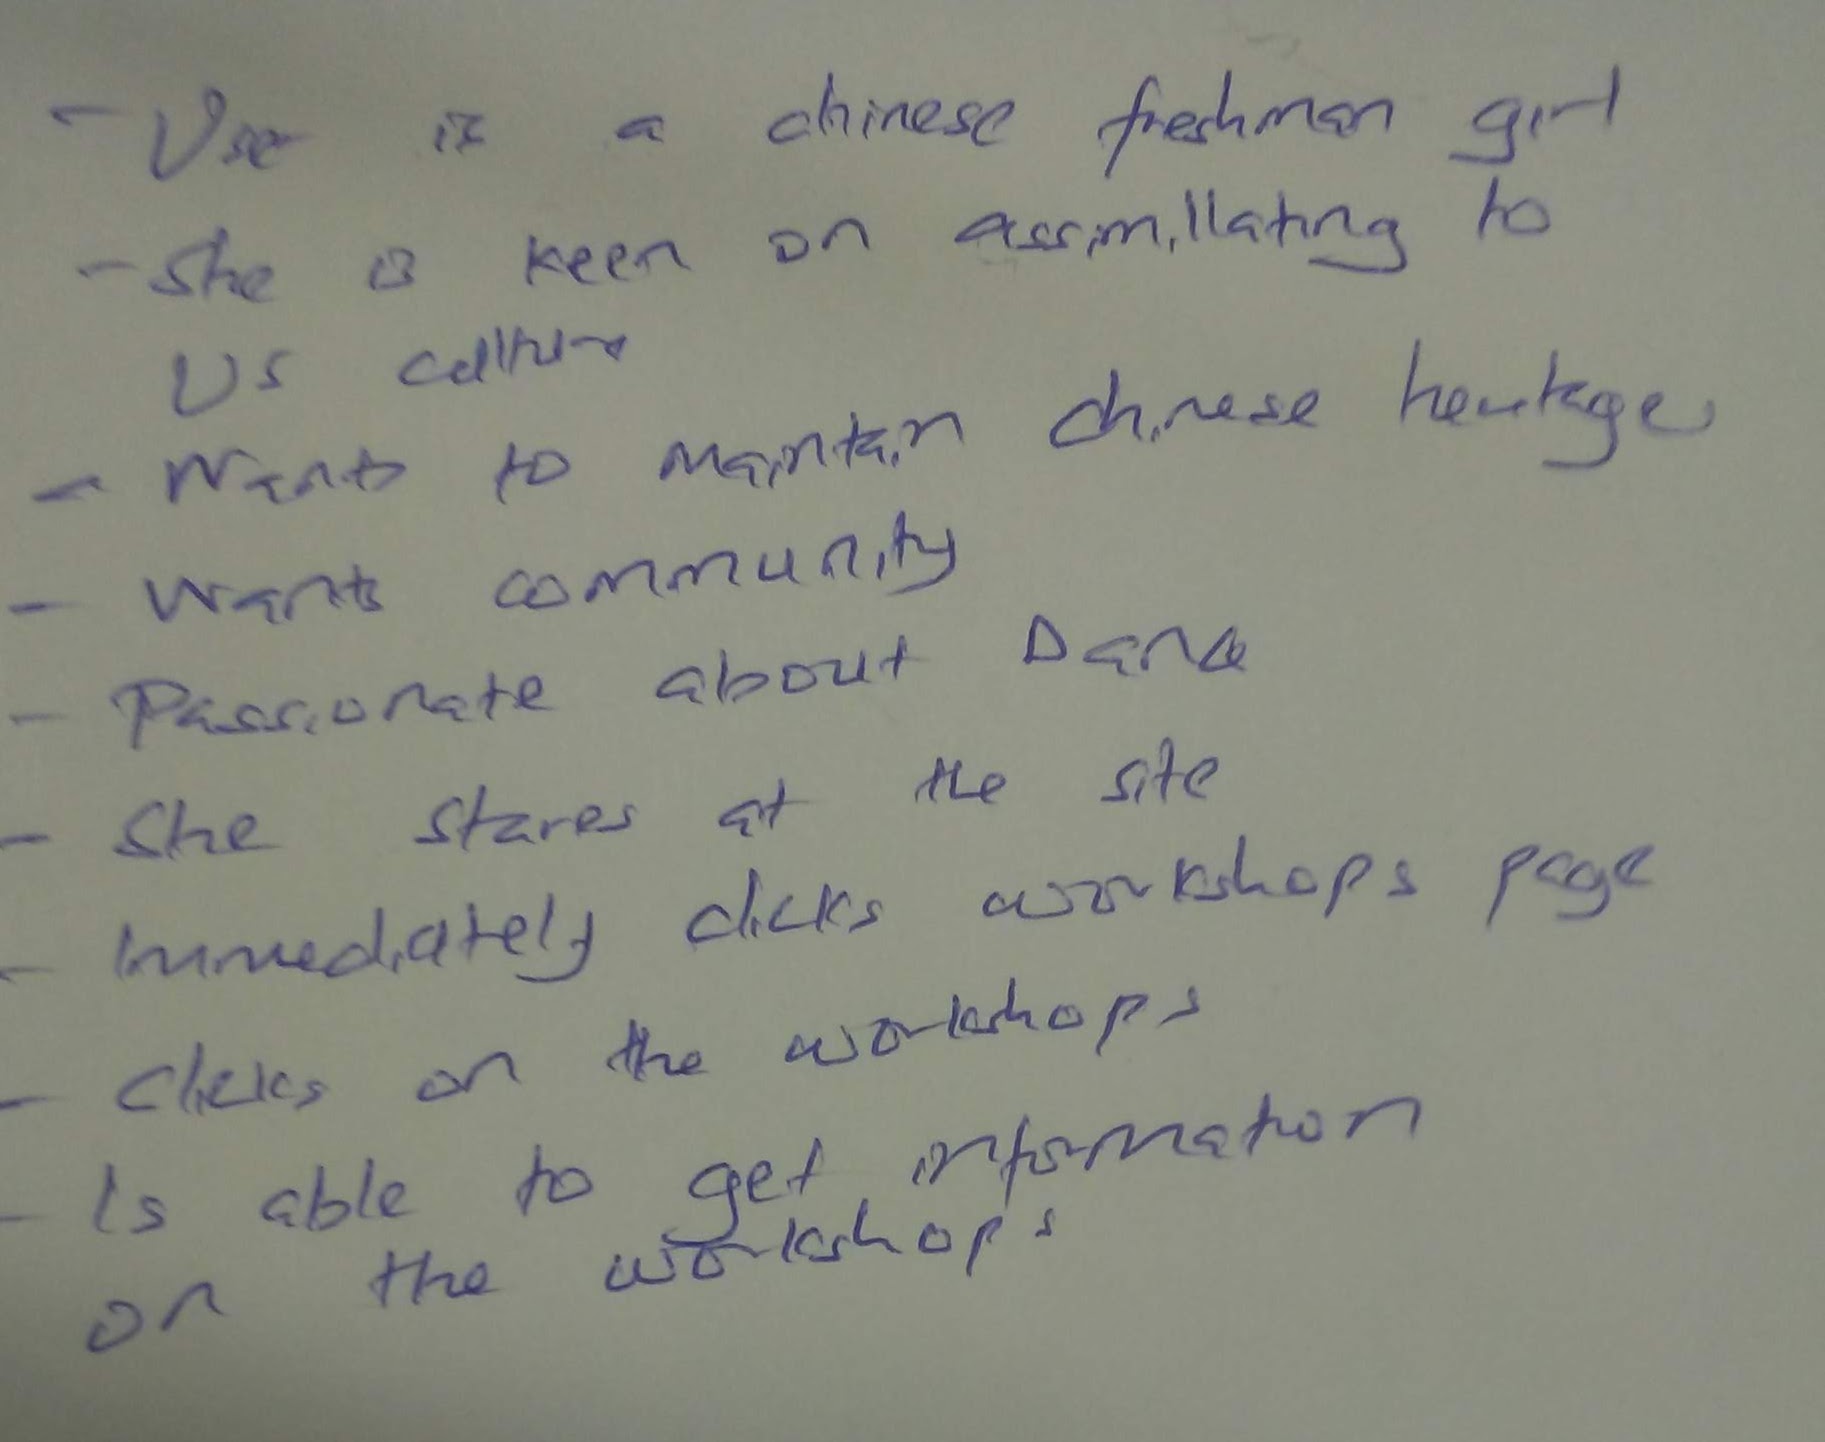 - User is a chinese freshman girl
- She is keen on assimillating to
US culture
- Wants to maintain chinese heritage
- Wants community
- Passionate about Dance
- She stares at the site
- Immediately clicks workshops page
- Clicks on the workshops
- Is able to get information
on the workshops